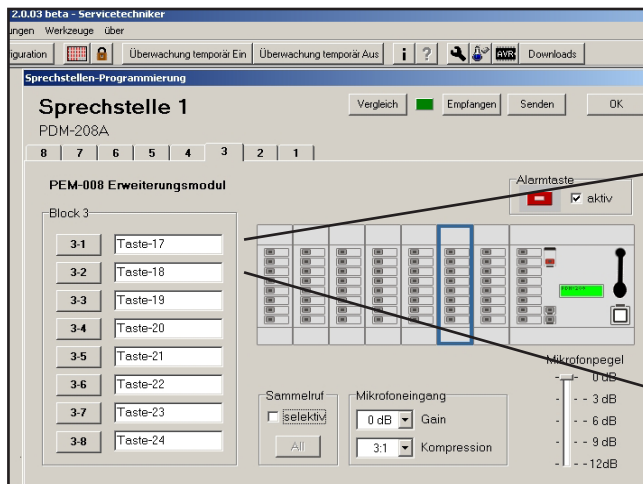 2.0.03 beta - Servicetechniker
ungen Werkzeuge über
iguration Überwachung temporär Ein Überwachung temporär Aus i ? AVR Downloads
Sprechstellen-Programmierung
Sprechstelle 1 Vergleich Empfangen Senden OK
PDM-208A
8 7 6 5 4 3 2 1
PEM-008 Erweiterungsmodul
Alarmtaste
aktiv
Block 3
3-1 Taste-17
3-2 Taste-18
3-3 Taste-19
3-4 Taste-20
3-5 Taste-21
3-6 Taste-22
3-7 Taste-23
3-8 Taste-24
Sammelruf
selektiv
All
Mikrofoneingang
0 dB Gain
3:1 Kompression
Mikrofonpegel
- - - 0 dB
- - - 3 dB
- - - 6 dB
- - - 9 dB
- - -12dB